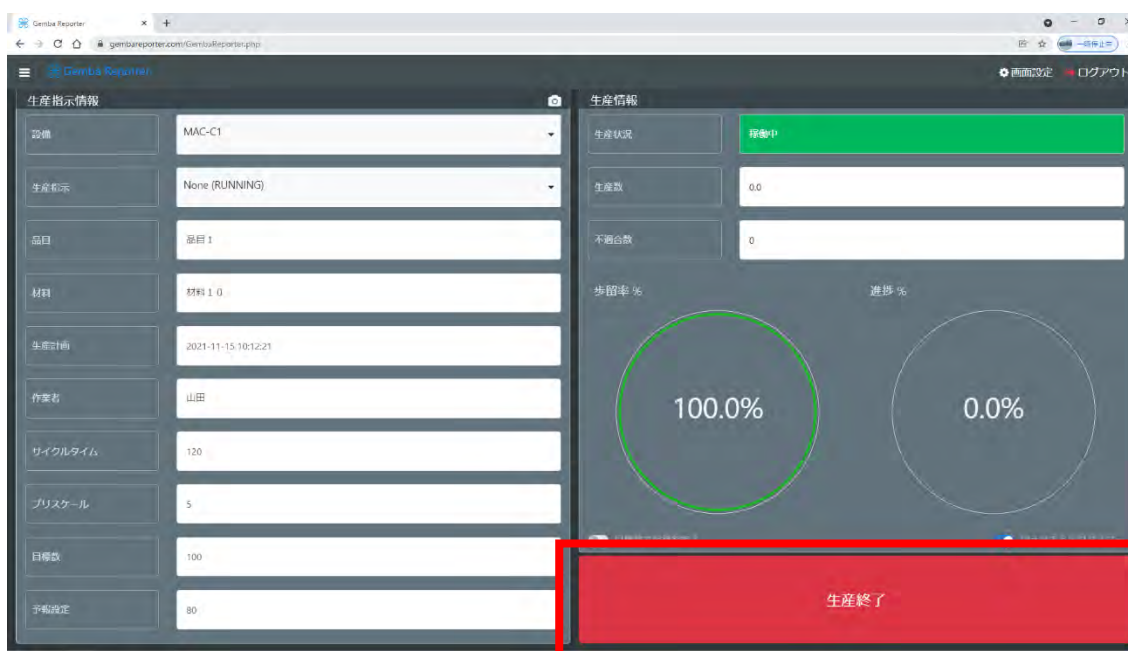 Gemba Reporter
gembareporter.com/GembaReporter.php
一時停止中
Gemba Reporter
画面設定
ログアウト
生産指示情報
設備
MAC-C1
生産指示
None (RUNNING)
品目
品目1
材料
材料10
生産計画
2021-11-15 10:12:21
作業者
山田
サイクルタイム
120
プリスケール
5
目標数
100
予報設定
80
生産情報
生産状況
稼働中
生産数
0.0
不適合数
0
歩留率 %
進捗 %
100.0%
0.0%
生産終了